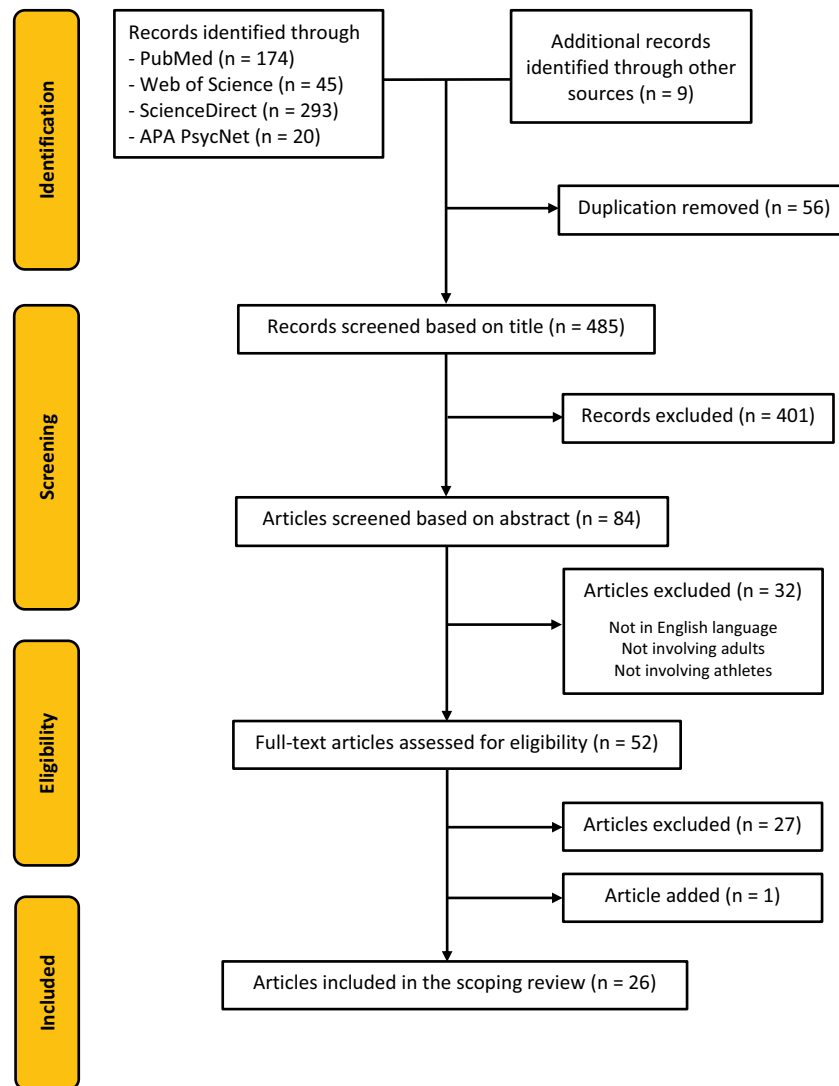 Identification
Records identified through
- PubMed (n = 174)
- Web of Science (n = 45)
- ScienceDirect (n = 293)
- APA PsycNet (n = 20)
Additional records
identified through other
sources (n = 9)
Duplication removed (n = 56)
Screening
Records screened based on title (n = 485)
Records excluded (n = 401)
Articles screened based on abstract (n = 84)
Articles excluded (n = 32)
Not in English language
Not involving adults
Not involving athletes
Eligibility
Full-text articles assessed for eligibility (n = 52)
Articles excluded (n = 27)
Included
Article added (n = 1)
Articles included in the scoping review (n = 26)